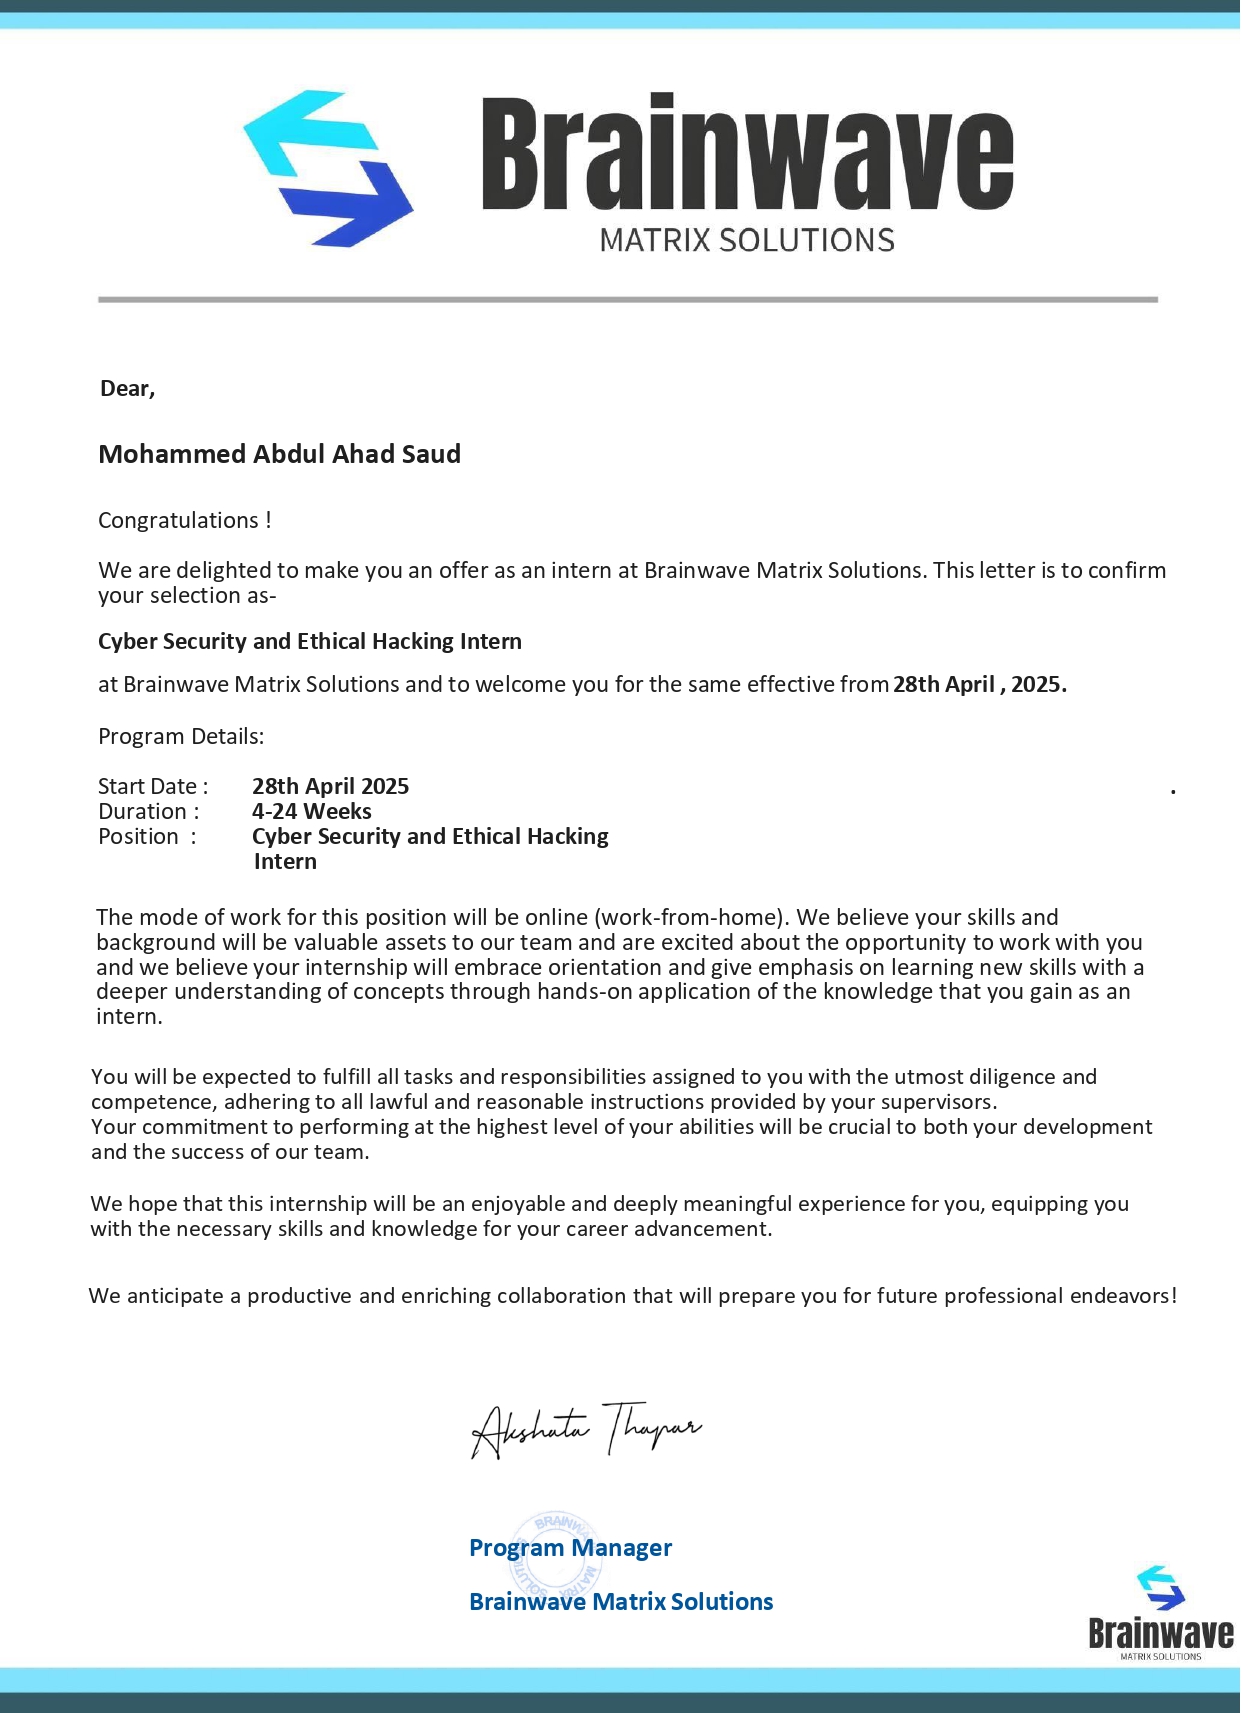 Brainwave
MATRIX SOLUTIONS
Dear,
Mohammed Abdul Ahad Saud
Congratulations !
We are delighted to make you an offer as an intern at Brainwave Matrix Solutions. This letter is to confirm
your selection as-
Cyber Security and Ethical Hacking Intern
at Brainwave Matrix Solutions and to welcome you for the same effective from 28th April , 2025.
Program Details:
Start Date : 28th April 2025 .
Duration : 4-24 Weeks
Position : Cyber Security and Ethical Hacking
Intern
The mode of work for this position will be online (work-from-home). We believe your skills and
background will be valuable assets to our team and are excited about the opportunity to work with you
and we believe your internship will embrace orientation and give emphasis on learning new skills with a
deeper understanding of concepts through hands-on application of the knowledge that you gain as an
intern.
You will be expected to fulfill all tasks and responsibilities assigned to you with the utmost diligence and
competence, adhering to all lawful and reasonable instructions provided by your supervisors.
Your commitment to performing at the highest level of your abilities will be crucial to both your development
and the success of our team.
We hope that this internship will be an enjoyable and deeply meaningful experience for you, equipping you
with the necessary skills and knowledge for your career advancement.
We anticipate a productive and enriching collaboration that will prepare you for future professional endeavors!
Akshata Thapar
BRAINWAVE MATRIX SOLUTIONS
Program Manager
Brainwave Matrix Solutions
Brainwave
MATRIX SOLUTIONS